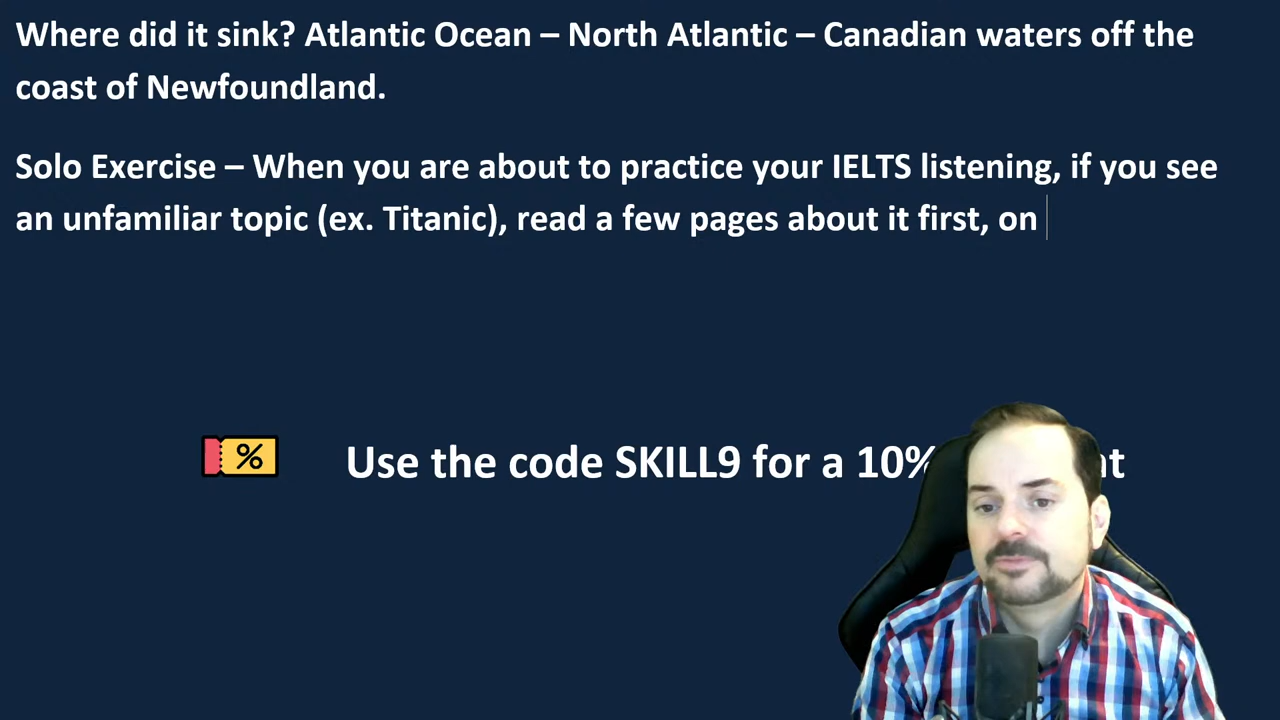 Where did it sink? Atlantic Ocean – North Atlantic – Canadian waters off the
coast of Newfoundland.
Solo Exercise – When you are about to practice your IELTS listening, if you see
an unfamiliar topic (ex. Titanic), read a few pages about it first, on
%
Use the code SKILL9 for a 10%